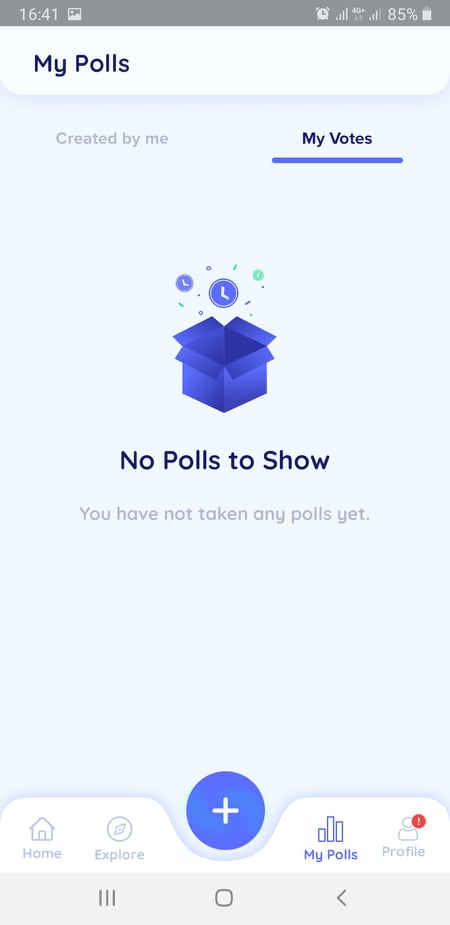 16:41 4G+ 85%
My Polls
Created by me My Votes
No Polls to Show
You have not taken any polls yet.
Home Explore My Polls Profile